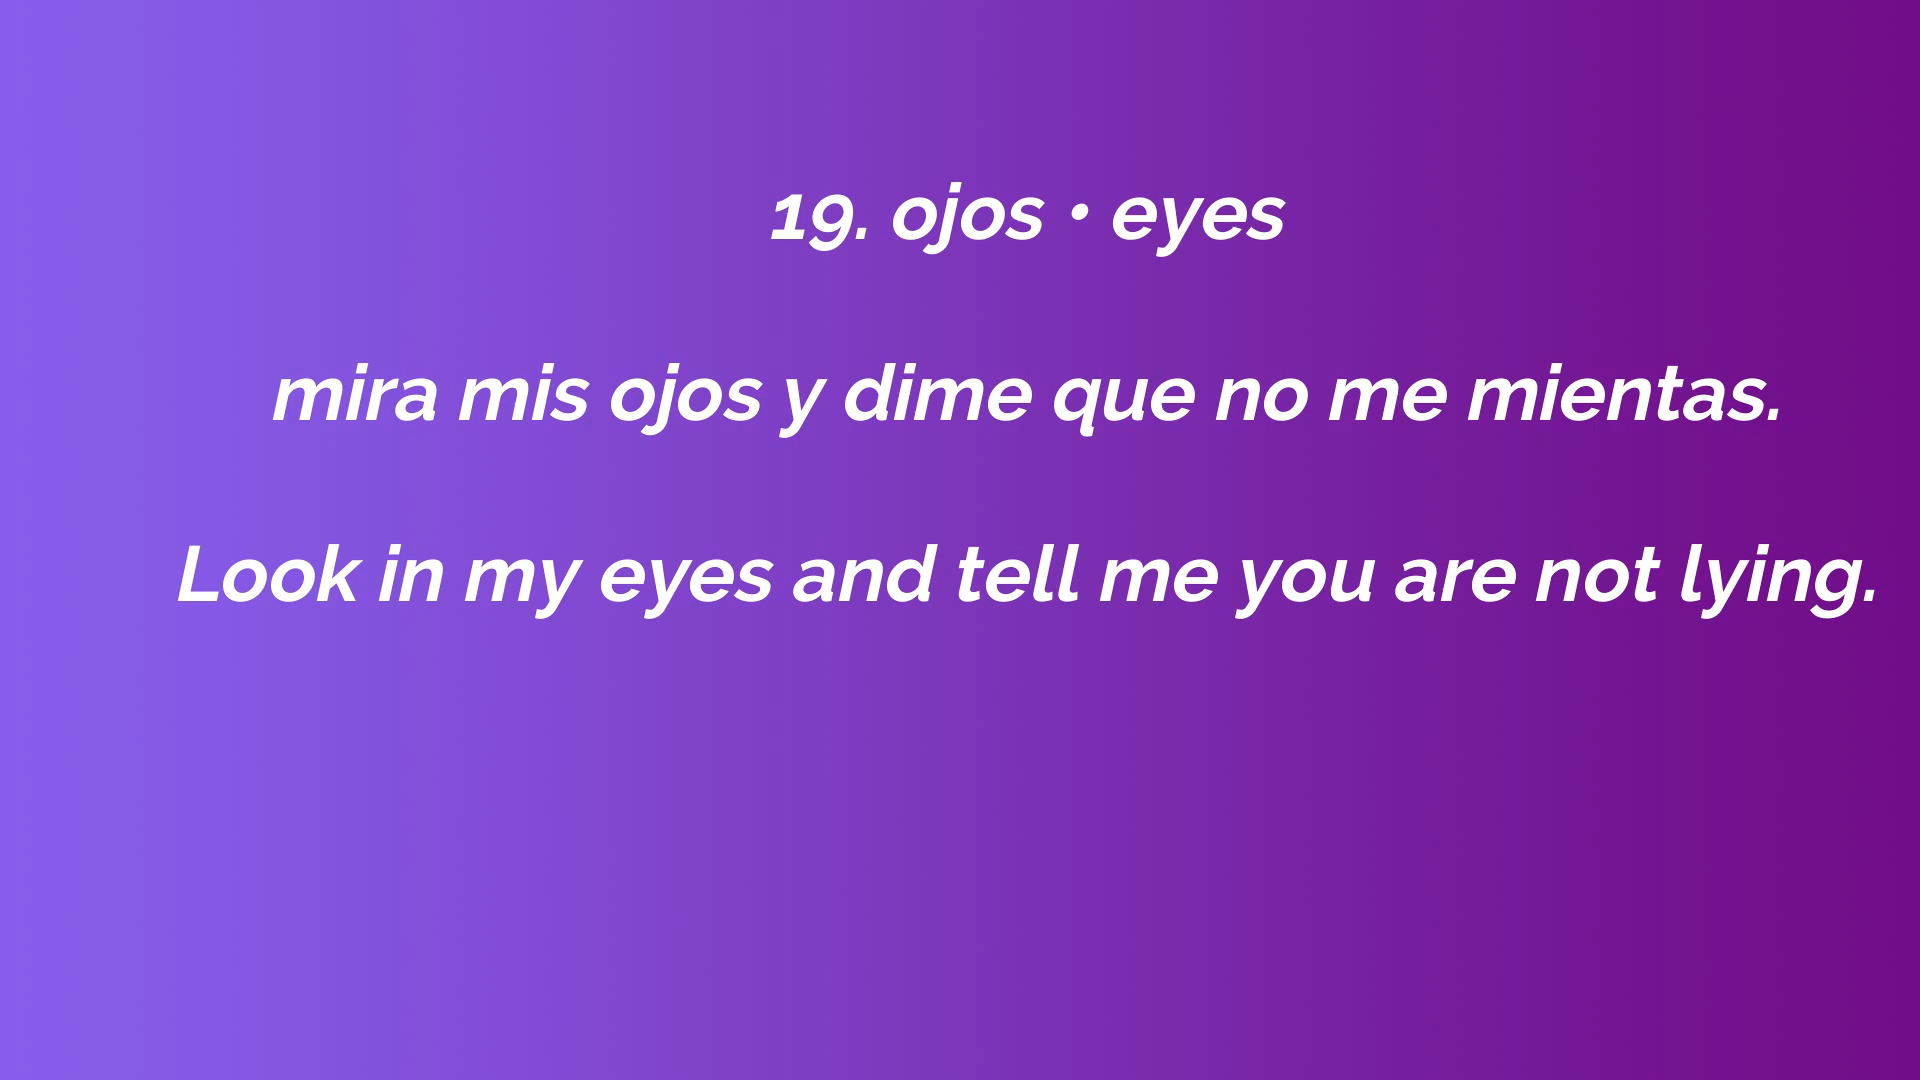 19. ojos • eyes
mira mis ojos y dime que no me mientas.
Look in my eyes and tell me you are not lying.